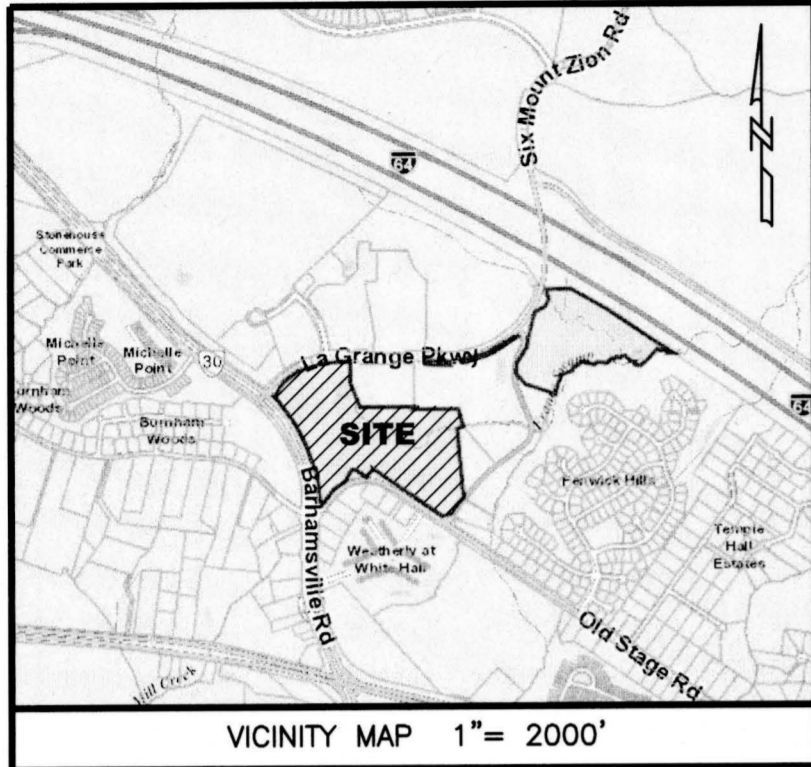 Six Mount Zion Rd
64
Stonehouse
Commerce
Park
Michelle
Point
Michelle
Point
30
La Grange Pkwy
Burnham
Woods
Burnham
Woods
SITE
64
Fenwick Hills
Barhamsville Rd
Weatherly at
White Hall
Temple
Hall
Estates
Old Stage Rd
Mill Creek
N
VICINITY MAP 1"= 2000'